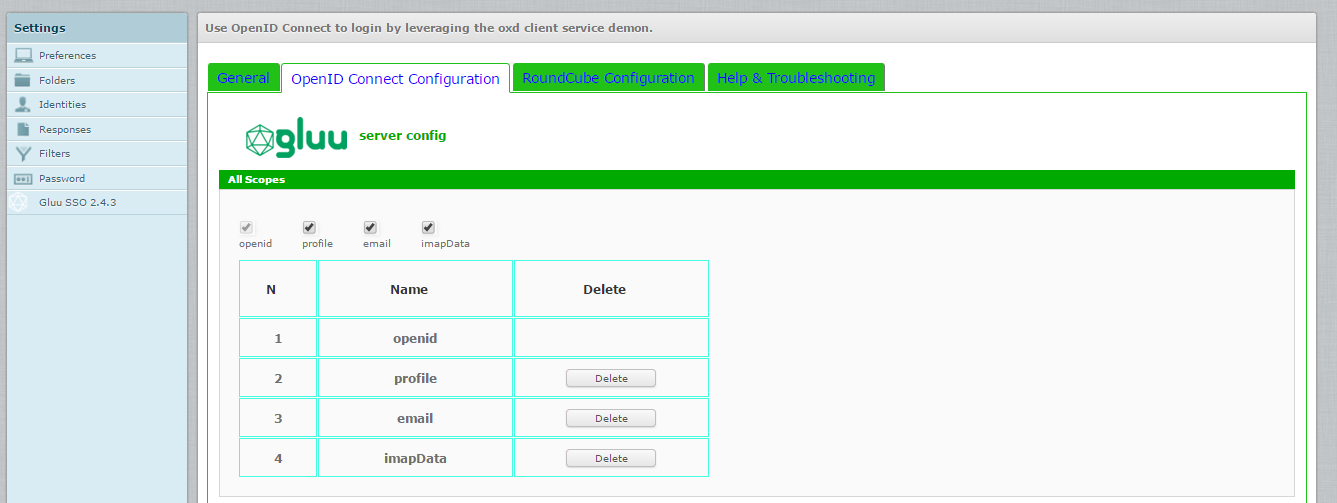 Settings
Preferences
Folders
Identities
Responses
Filters
Password
Gluu SSO 2.4.3
Use OpenID Connect to login by leveraging the oxd client service demon.
General OpenID Connect Configuration RoundCube Configuration Help & Troubleshooting
gluu server config
All Scopes
openid profile email imapData
N Name Delete
1 openid
2 profile Delete
3 email Delete
4 imapData Delete